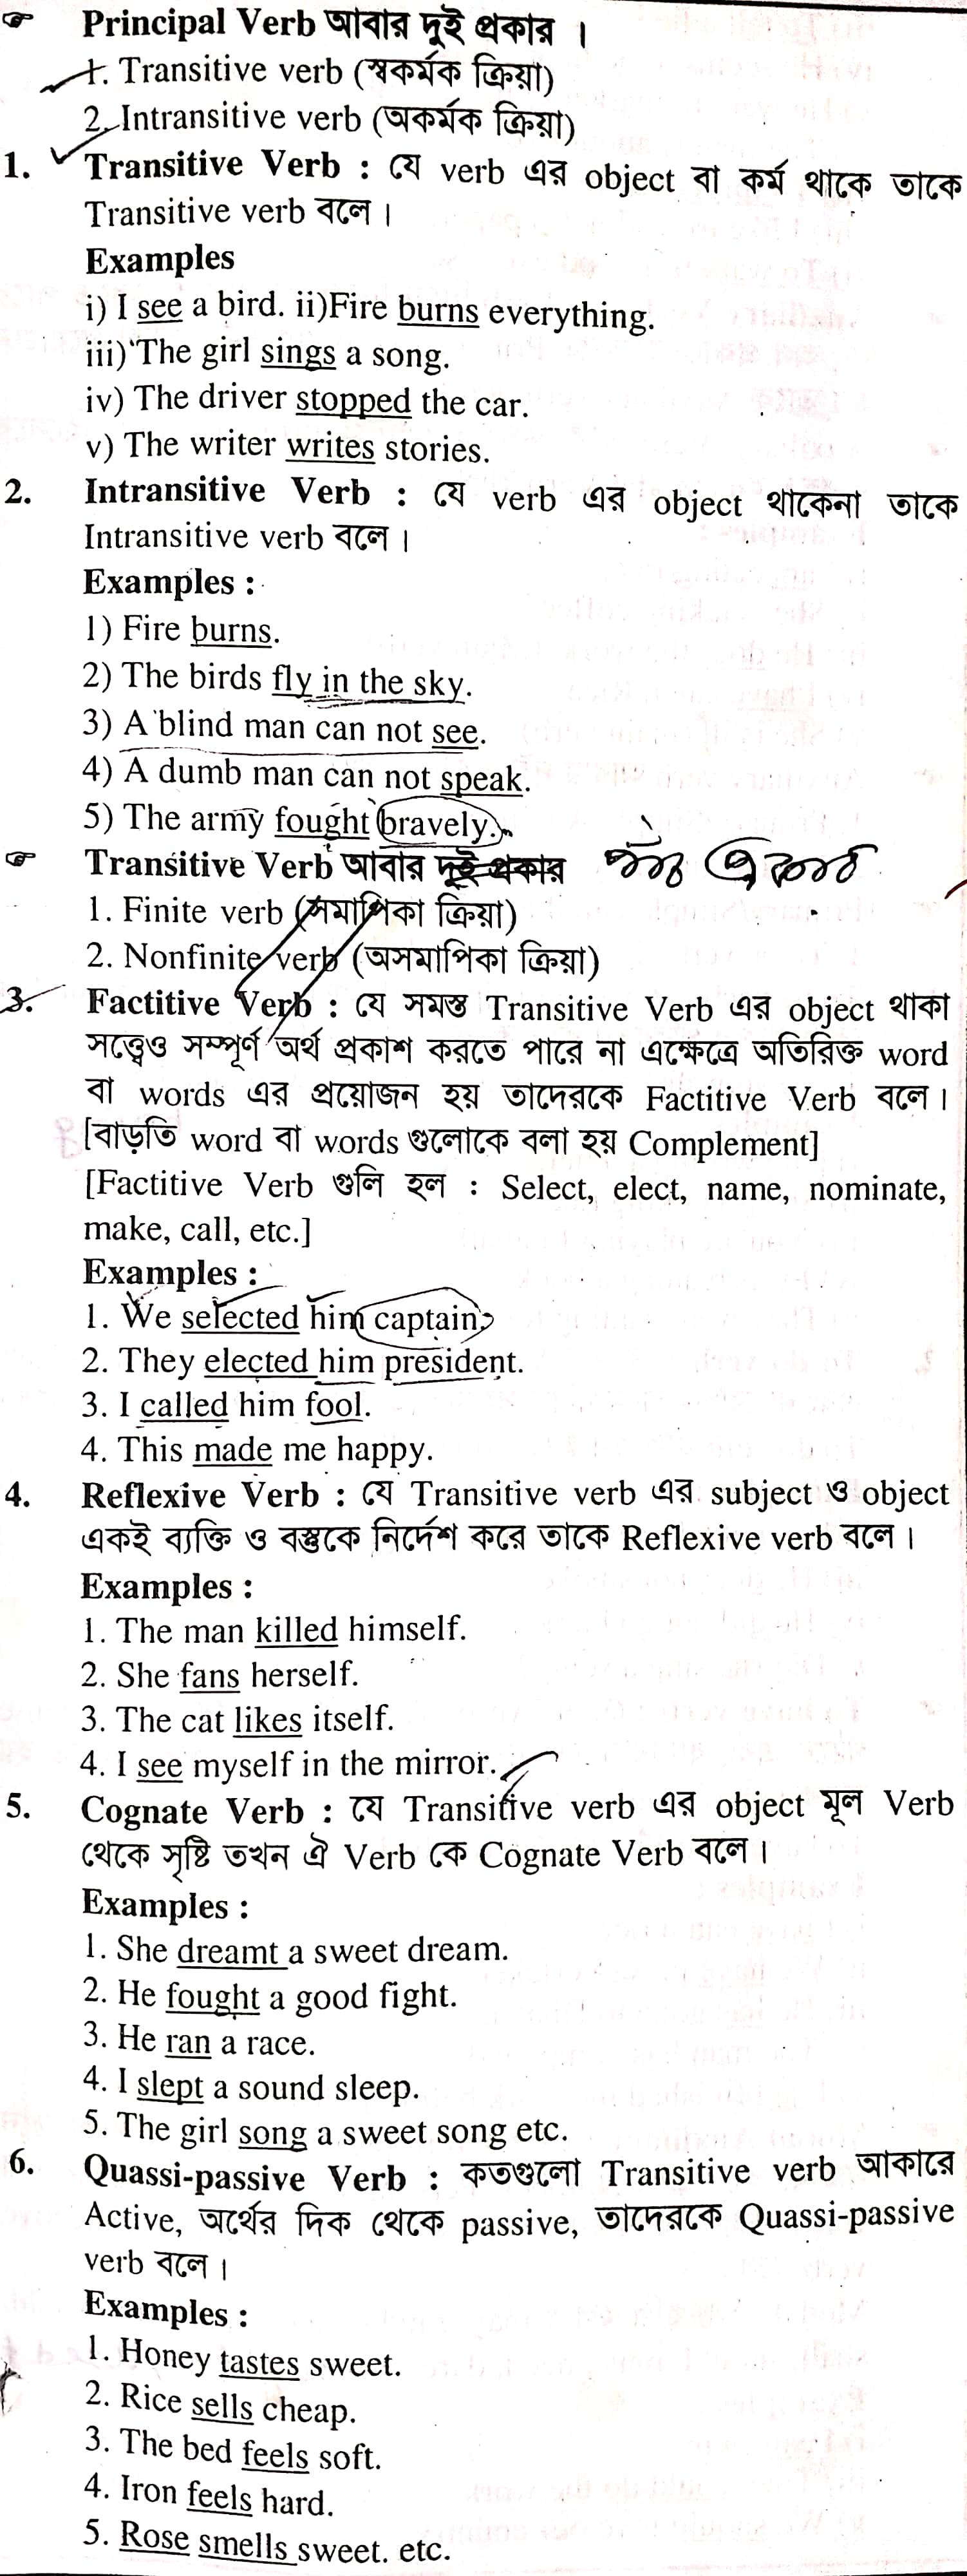 Principal Verb আবার দুই প্রকার ।
1. Transitive verb (স্বকর্মক ক্রিয়া)
2. Intransitive verb (অকর্মক ক্রিয়া)
1. Transitive Verb : যে verb এর object বা কর্ম থাকে তাকে
Transitive verb বলে ।
Examples
i) I see a bird. ii)Fire burns everything.
iii) The girl sings a song.
iv) The driver stopped the car.
v) The writer writes stories.
2. Intransitive Verb : যে verb এর object থাকেনা তাকে
Intransitive verb বলে ।
Examples :
1) Fire burns.
2) The birds fly in the sky.
3) A blind man can not see.
4) A dumb man can not speak.
5) The army fought bravely.
Transitive Verb আবার দুই প্রকার
1. Finite verb (সমাপিকা ক্রিয়া)
2. Nonfinite verb (অসমাপিকা ক্রিয়া)
3. Factitive Verb : যে সমস্ত Transitive Verb এর object থাকা
সত্ত্বেও সম্পূর্ণ অর্থ প্রকাশ করতে পারে না এক্ষেত্রে অতিরিক্ত word
বা words এর প্রয়োজন হয় তাদেরকে Factitive Verb বলে ।
[বাড়তি word বা words গুলোকে বলা হয় Complement]
[Factitive Verb গুলি হল : Select, elect, name, nominate,
make, call, etc.]
Examples :
1. We selected him captain.
2. They elected him president.
3. I called him fool.
4. This made me happy.
4. Reflexive Verb : যে Transitive verb এর subject ও object
একই ব্যক্তি ও বস্তুকে নির্দেশ করে তাকে Reflexive verb বলে ।
Examples :
1. The man killed himself.
2. She fans herself.
3. The cat likes itself.
4. I see myself in the mirror.
5. Cognate Verb : যে Transitive verb এর object মূল Verb
থেকে সৃষ্টি তখন ঐ Verb কে Cognate Verb বলে ।
Examples :
1. She dreamt a sweet dream.
2. He fought a good fight.
3. He ran a race.
4. I slept a sound sleep.
5. The girl song a sweet song etc.
6. Quassi-passive Verb : কতগুলো Transitive verb আকারে
Active, অর্থের দিক থেকে passive, তাদেরকে Quassi-passive
verb বলে ।
Examples :
1. Honey tastes sweet.
2. Rice sells cheap.
3. The bed feels soft.
4. Iron feels hard.
5. Rose smells sweet. etc.